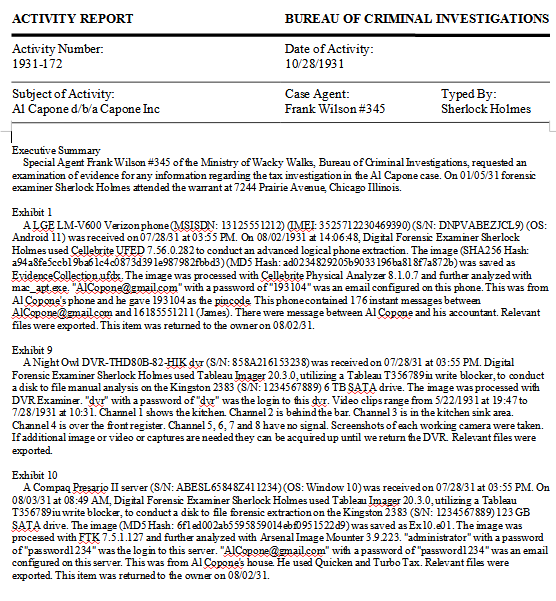 ACTIVITY REPORT BUREAU OF CRIMINAL INVESTIGATIONS
Activity Number: Date of Activity:
1931-172 10/28/1931
Subject of Activity: Case Agent: Typed By:
Al Capone d/b/a Capone Inc Frank Wilson #345 Sherlock Holmes
Executive Summary
Special Agent Frank Wilson #345 of the Ministry of Wacky Walks, Bureau of Criminal Investigations, requested an
examination of evidence for any information regarding the tax investigation in the Al Capone case. On 01/05/31 forensic
examiner Sherlock Holmes attended the warrant at 7244 Prairie Avenue, Chicago Illinois.
Exhibit 1
A LGE LM-V600 Verizon phone (MSISDN: 13125551212) (IMEI: 3525712230469390) (S/N: DNPVABEZJCL9) (OS:
Android 11) was received on 07/28/31 at 03:55 PM. On 08/02/1931 at 14:06:48, Digital Forensic Examiner Sherlock
Holmes used Cellebrite UFED 7.56.0.282 to conduct an advanced logical phone extraction. The image (SHA256 Hash:
a94a8fe5ccb19ba61c4c0873d391e987982fbbd3) (MD5 Hash: ad0234829205b9033196ba818f7a872b) was saved as
EvidenceCollection.ufdx. The image was processed with Cellebrite Physical Analyzer 8.1.0.7 and further analyzed with
mac_apt.exe. "AlCopone@gmail.com" with a password of "193104" was an email configured on this phone. This was from
Al Copone's phone and he gave 193104 as the pincode. This phone contained 176 instant messages between
AlCopone@gmail.com and 16185551211 (James). There were message between Al Copone and his accountant. Relevant
files were exported. This item was returned to the owner on 08/02/31.
Exhibit 9
A Night Owl DVR-THD80B-82-HIK dvr (S/N: 858A216153238) was received on 07/28/31 at 03:55 PM. Digital
Forensic Examiner Sherlock Holmes used Tableau Imager 20.3.0, utilizing a Tableau T356789iu write blocker, to conduct
a disk to file manual analysis on the Kingston 2383 (S/N: 1234567889) 6 TB SATA drive. The image was processed with
DVR Examiner. "dvr" with a password of "dvr" was the login to this dvr. Video clips range from 5/22/1931 at 19:47 to
7/28/1931 at 10:31. Channel 1 shows the kitchen. Channel 2 is behind the bar. Channel 3 is in the kitchen sink area.
Channel 4 is over the front register. Channel 5, 6, 7 and 8 have no signal. Screenshots of each working camera were taken.
If additional image or video or captures are needed they can be acquired up until we return the DVR. Relevant files were
exported.
Exhibit 10
A Compaq Presario II server (S/N: ABESL65848Z411234) (OS: Window 10) was received on 07/28/31 at 03:55 PM. On
08/03/31 at 08:49 AM, Digital Forensic Examiner Sherlock Holmes used Tableau Imager 20.3.0, utilizing a Tableau
T356789iu write blocker, to conduct a disk to file forensic extraction on the Kingston 2383 (S/N: 1234567889) 123 GB
SATA drive. The image (MD5 Hash: 6f1ed002ab5595859014ebf0951522d9) was saved as Ex10.e01. The image was
processed with FTK 7.5.1.127 and further analyzed with Arsenal Image Mounter 3.9.223. "administrator" with a password
of "password1234" was the login to this server. "AlCopone@gmail.com" with a password of "password1234" was an email
configured on this server. This was from Al Copone's house. He used Quicken and Turbo Tax. Relevant files were
exported. This item was returned to the owner on 08/02/31.